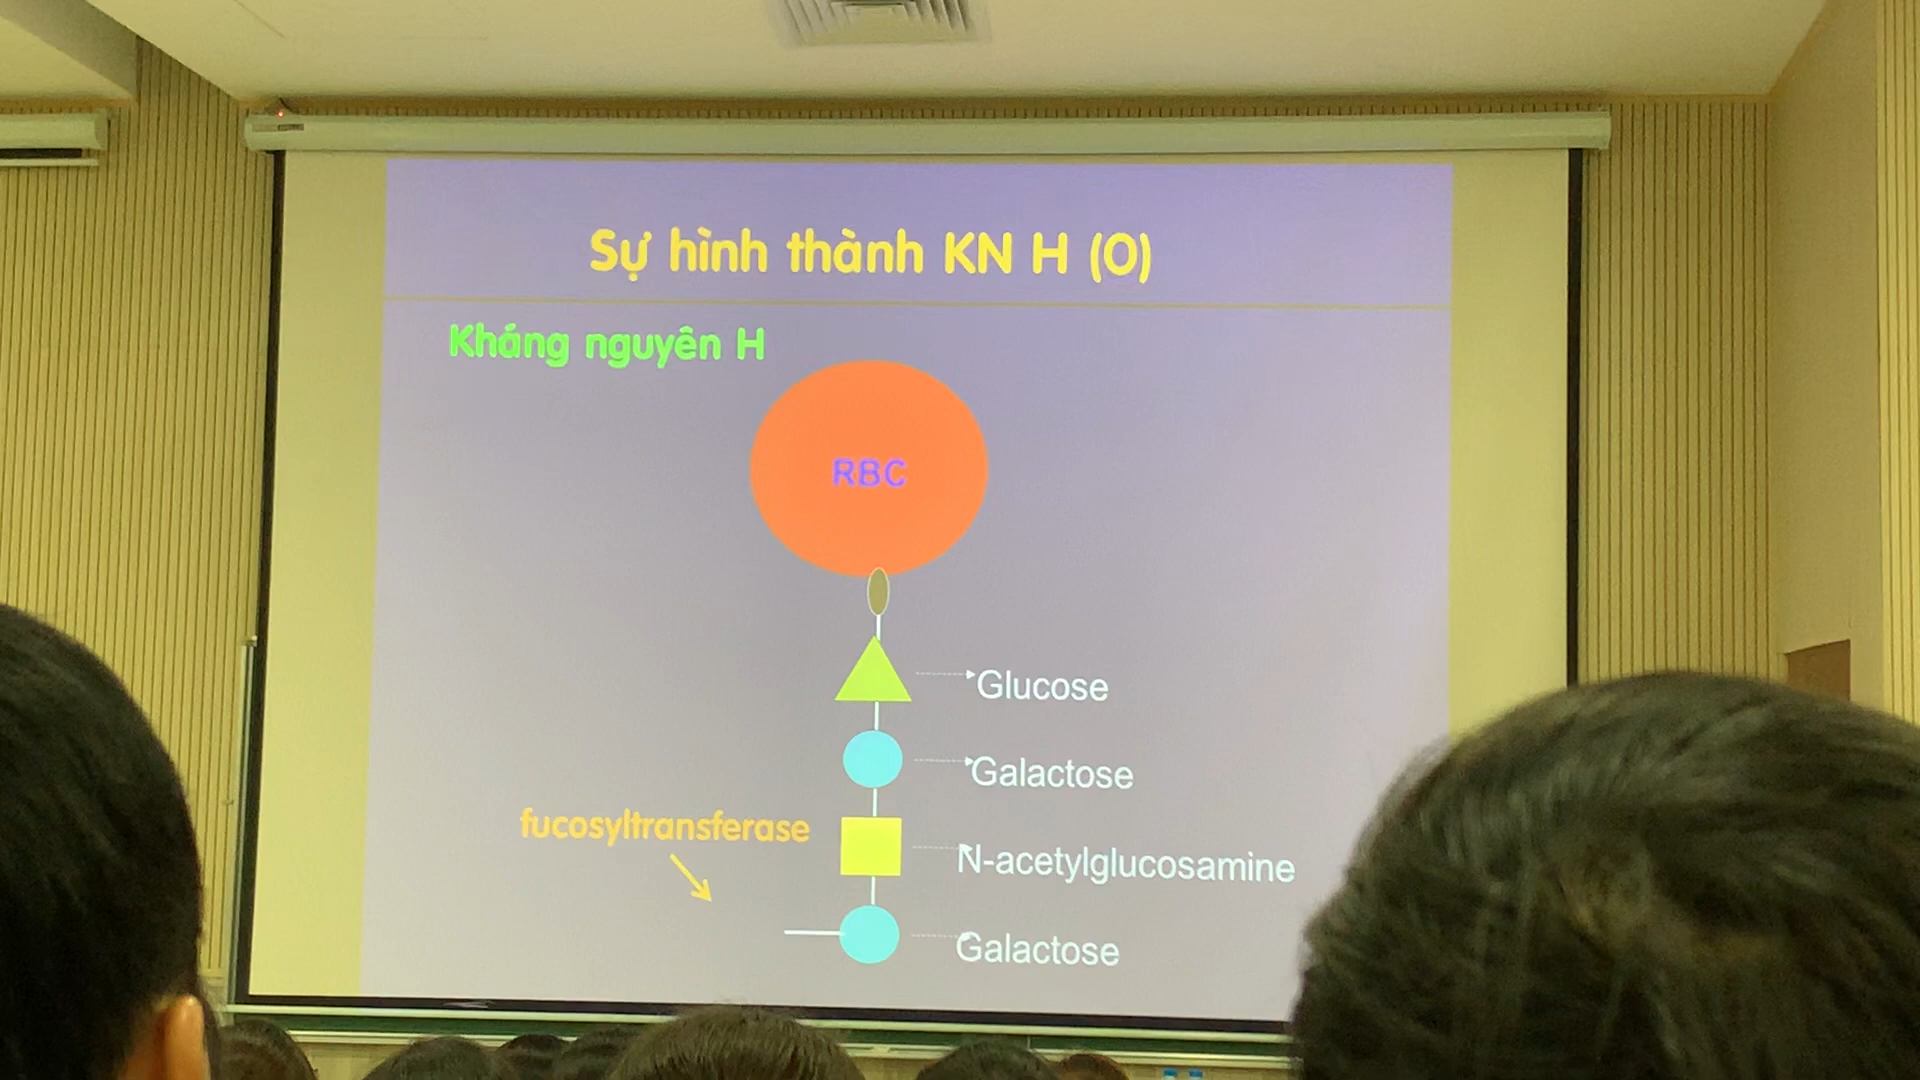 Sự hình thành KN H (O)
Kháng nguyên H
RBC
Glucose
Galactose
fucosyltransferase
N-acetylglucosamine
Galactose